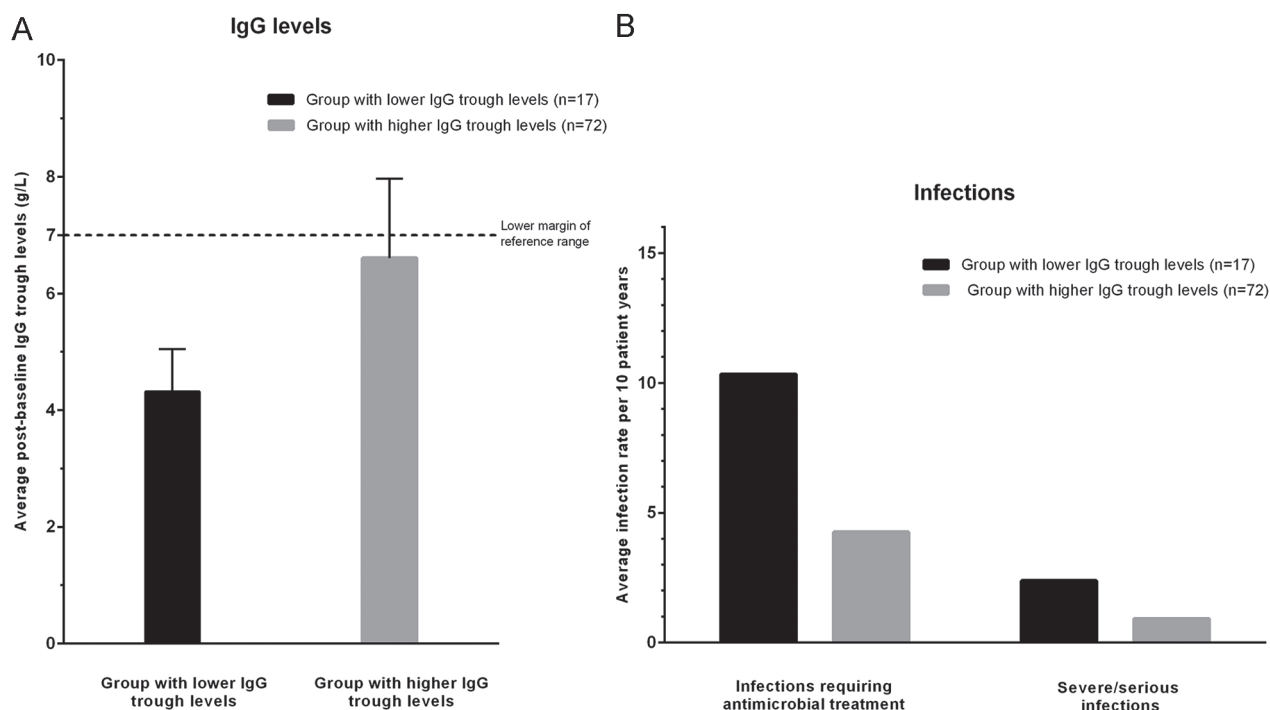 A
IgG levels
10
8
7
6
4
2
0
Average post-baseline IgG trough levels (g/L)
Group with lower IgG trough levels (n=17)
Group with higher IgG trough levels (n=72)
Lower margin of
reference range
Group with lower IgG
trough levels
Group with higher IgG
trough levels
B
Infections
15
10
5
0
Average infection rate per 10 patient years
Group with lower IgG trough levels (n=17)
Group with higher IgG trough levels (n=72)
Infections requiring
antimicrobial treatment
Severe/serious
infections